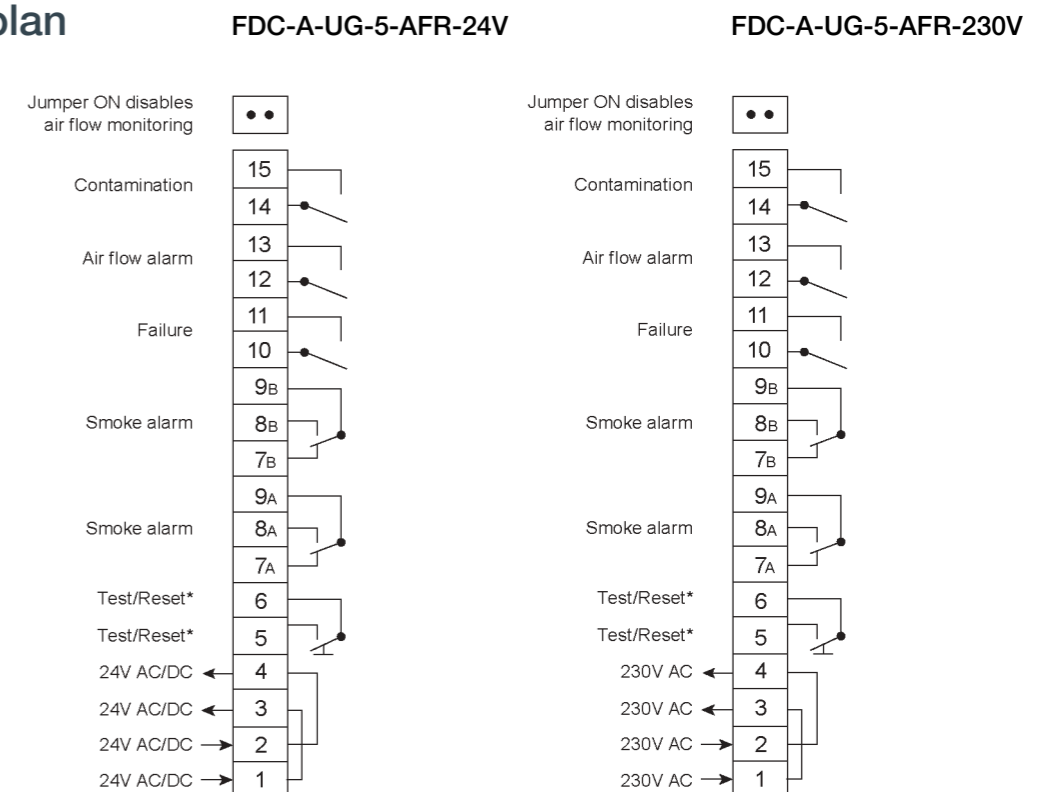 plan
FDC-A-UG-5-AFR-24V
Jumper ON disables
air flow monitoring
15
Contamination
14
13
Air flow alarm
12
11
Failure
10
9B
Smoke alarm
8B
7B
9A
Smoke alarm
8A
7A
Test/Reset* 6
Test/Reset* 5
24V AC/DC 4
24V AC/DC 3
24V AC/DC 2
24V AC/DC 1
FDC-A-UG-5-AFR-230V
Jumper ON disables
air flow monitoring
15
Contamination
14
13
Air flow alarm
12
11
Failure
10
9B
Smoke alarm
8B
7B
9A
Smoke alarm
8A
7A
Test/Reset* 6
Test/Reset* 5
230V AC 4
230V AC 3
230V AC 2
230V AC 1